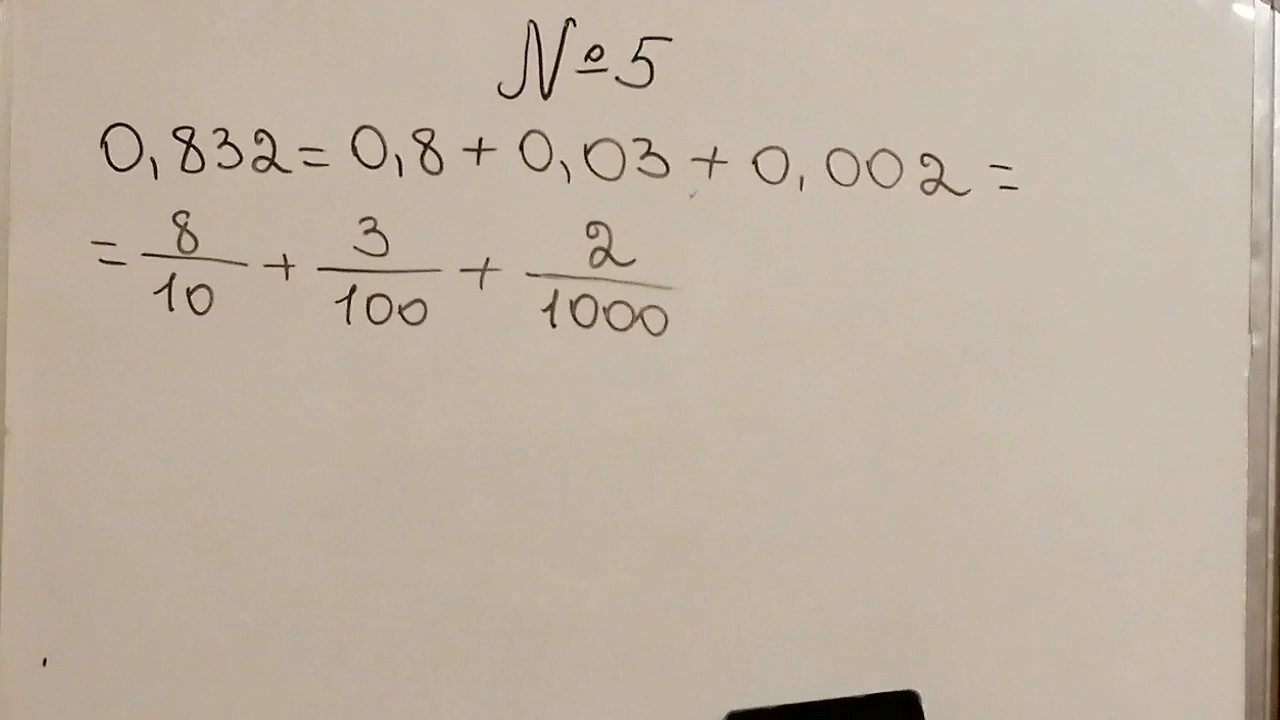 №5
0,832 = 0,8 + 0,03 + 0,002 =
= 8/10 + 3/100 + 2/1000